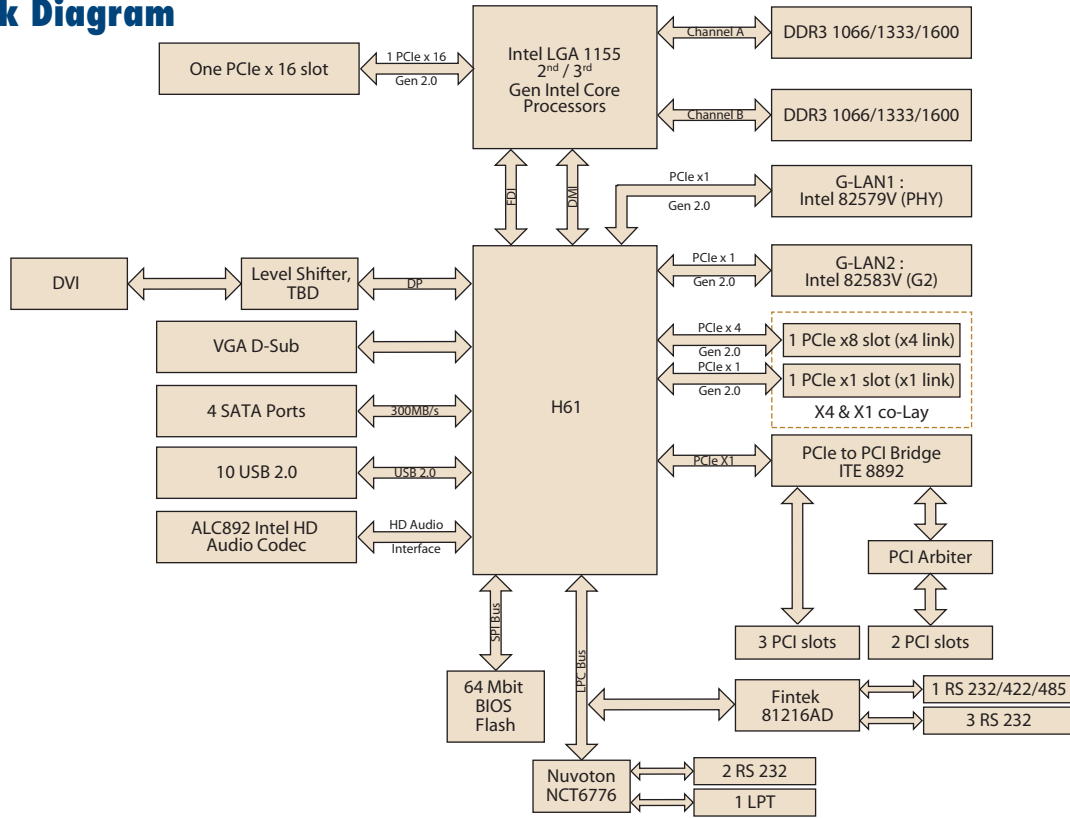 k Diagram
One PCIe x 16 slot
1 PCIe x 16
Gen 2.0
Intel LGA 1155
2nd / 3rd
Gen Intel Core
Processors
Channel A
DDR3 1066/1333/1600
Channel B
DDR3 1066/1333/1600
FDI
DMI
PCIe x1
Gen 2.0
G-LAN1 :
Intel 82579V (PHY)
DVI
Level Shifter,
TBD
DP
H61
PCIe x 1
Gen 2.0
G-LAN2 :
Intel 82583V (G2)
VGA D-Sub
PCIe x 4
Gen 2.0
1 PCIe x8 slot (x4 link)
PCIe x 1
Gen 2.0
1 PCIe x1 slot (x1 link)
X4 & X1 co-Lay
4 SATA Ports
300MB/s
10 USB 2.0
USB 2.0
PCIe X1
PCIe to PCI Bridge
ITE 8892
ALC892 Intel HD
Audio Codec
HD Audio
Interface
PCI Arbiter
3 PCI slots
2 PCI slots
SPI Bus
LPC Bus
64 Mbit
BIOS
Flash
Fintek
81216AD
1 RS 232/422/485
3 RS 232
Nuvoton
NCT6776
2 RS 232
1 LPT